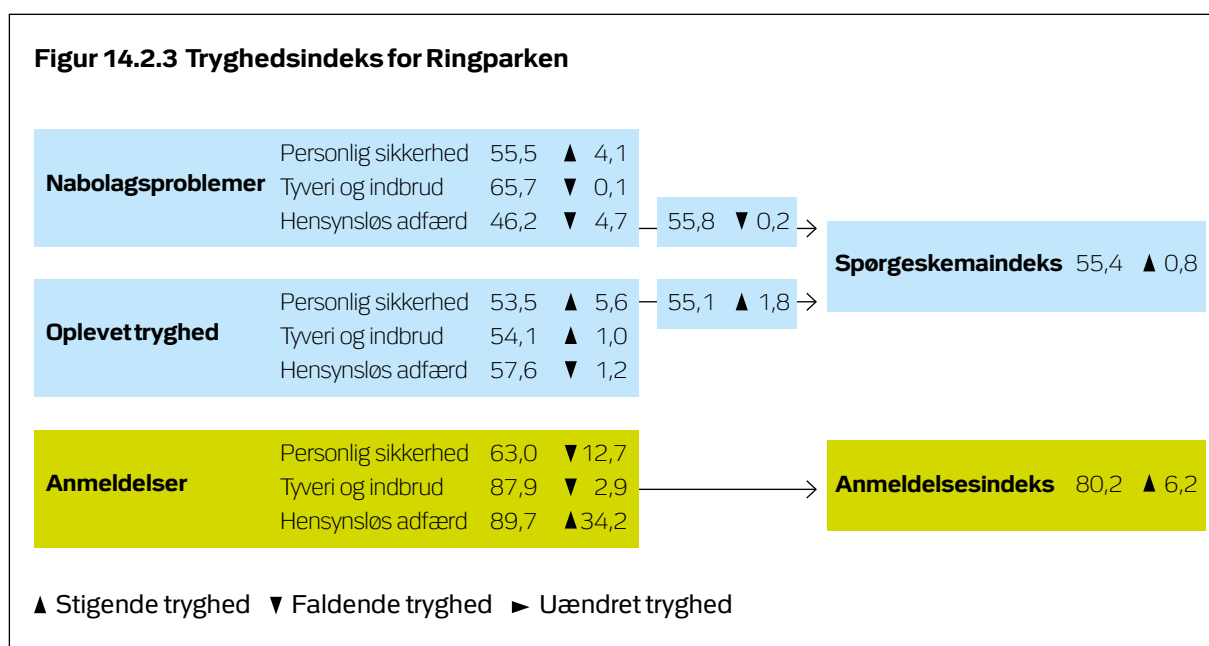 Figur 14.2.3 Tryghedsindeks for Ringparken
Nabolagsproblemer
Personlig sikkerhed 55,5 ▲ 4,1
Tyveri og indbrud 65,7 ▼ 0,1
Hensynsløs adfærd 46,2 ▼ 4,7
55,8 ▼ 0,2
Oplevet tryghed
Personlig sikkerhed 53,5 ▲ 5,6
Tyveri og indbrud 54,1 ▲ 1,0
Hensynsløs adfærd 57,6 ▼ 1,2
55,1 ▲ 1,8
Spørgeskemaindeks 55,4 ▲ 0,8
Anmeldelser
Personlig sikkerhed 63,0 ▼ 12,7
Tyveri og indbrud 87,9 ▼ 2,9
Hensynsløs adfærd 89,7 ▲ 34,2
Anmeldelsesindeks 80,2 ▲ 6,2
▲ Stigende tryghed ▼ Faldende tryghed ► Uændret tryghed